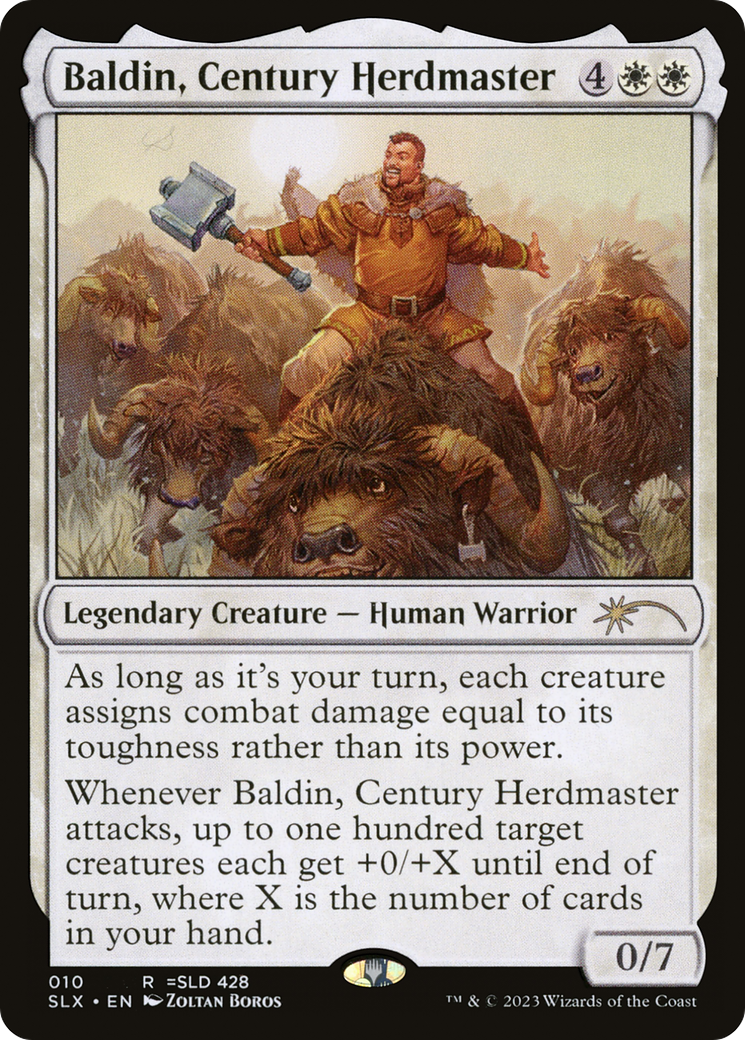 Baldin, Century Herdmaster 4
Legendary Creature — Human Warrior
As long as it's your turn, each creature
assigns combat damage equal to its
toughness rather than its power.
Whenever Baldin, Century Herdmaster
attacks, up to one hundred target
creatures each get +0/+X until end of
turn, where X is the number of cards
in your hand.
0/7
010 R =SLD 428
SLX • EN Zoltan Boros
™ & © 2023 Wizards of the Coast